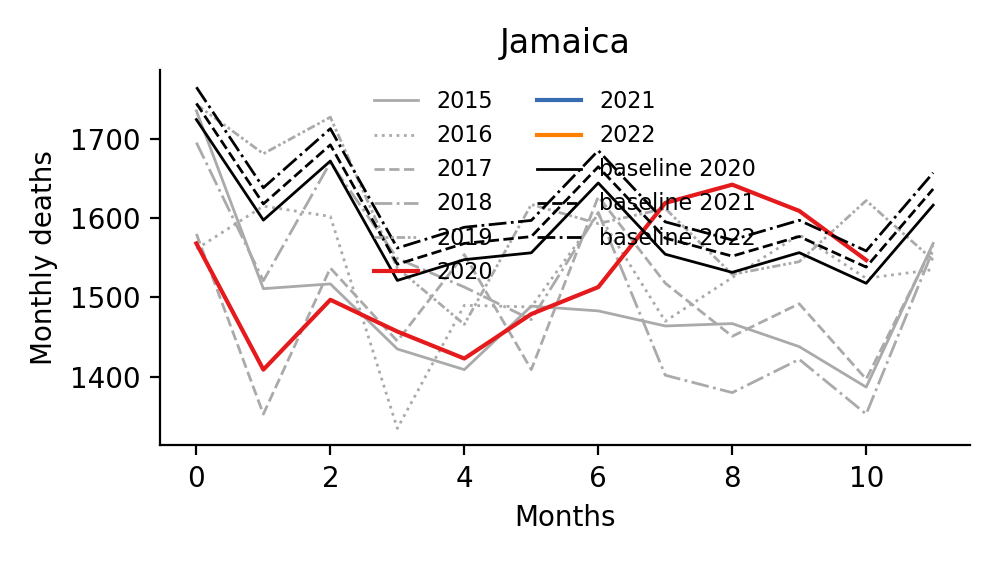 Jamaica
Monthly deaths
1700
1600
1500
1400
2015
2016
2017
2018
2019
2020
2021
2022
baseline 2020
baseline 2021
baseline 2022
0 2 4 6 8 10
Months